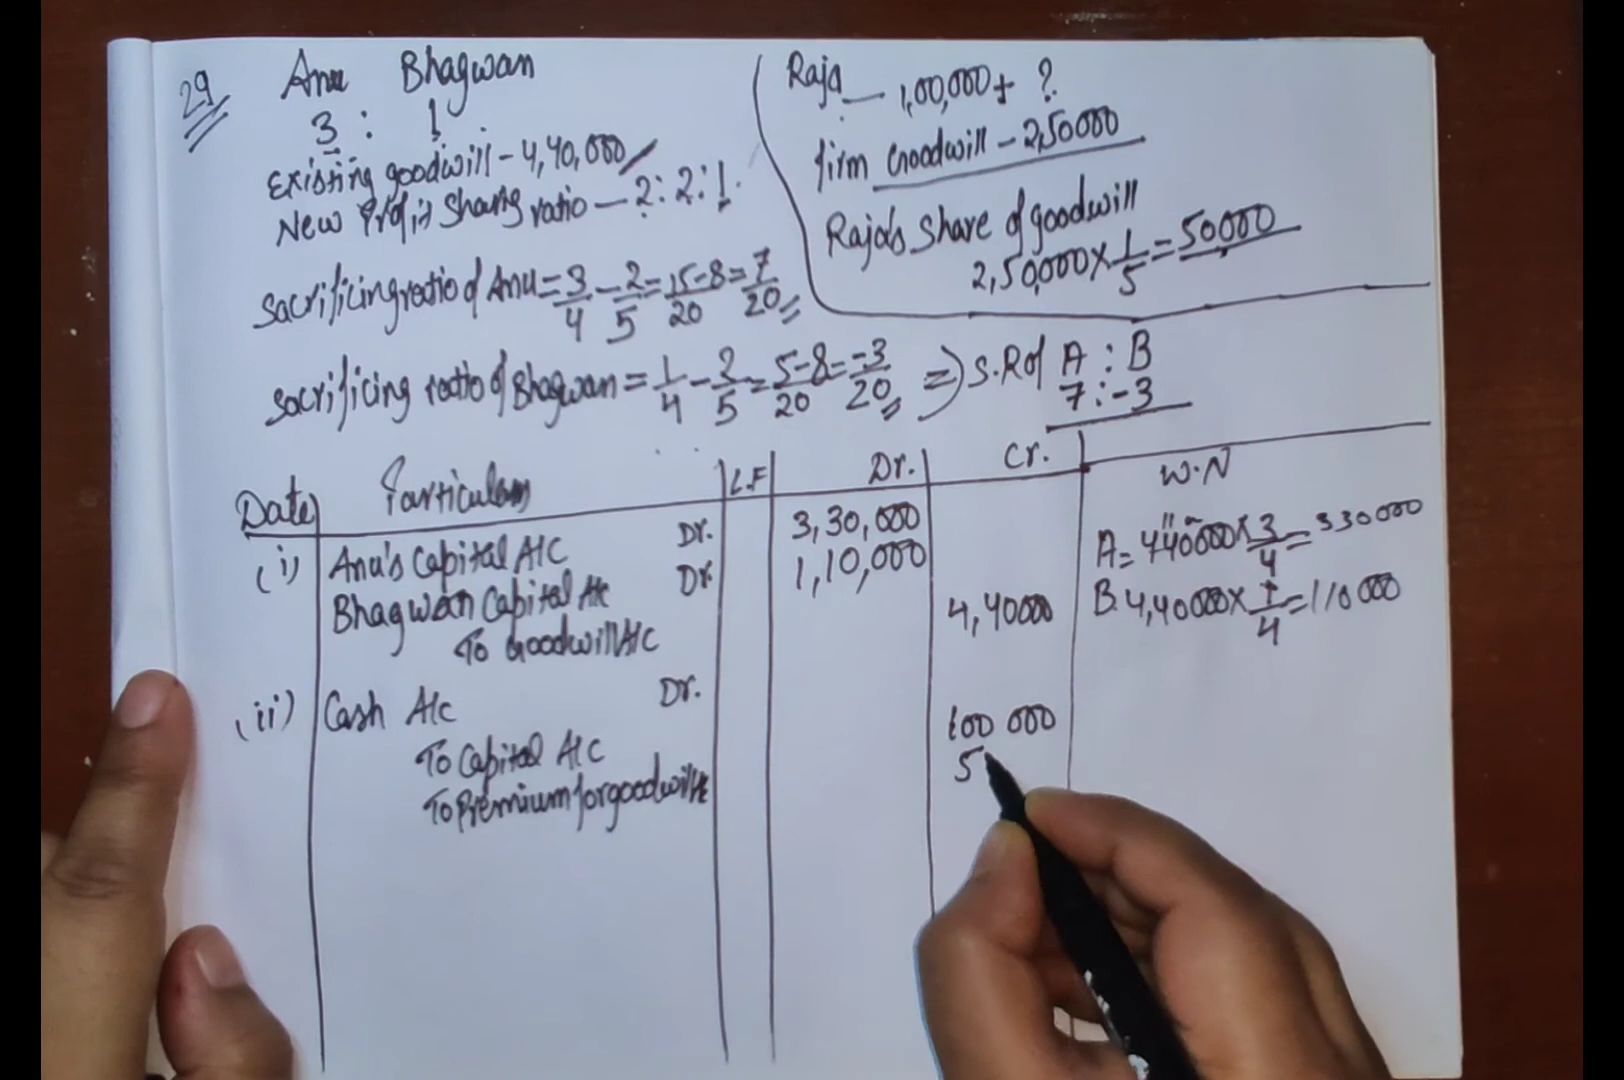 29
Anu Bhagwan
3 : 1
Existing goodwill - 4,40,000
New Profit Sharing ratio - 2:2:1
Raja - 1,00,000 + ?
firm Goodwill - 2,50000
Raja's Share of goodwill
2,50,000 × 1/5 = 50000
sacrificing ratio of Anu = 3/4 - 2/5 = 15-8/20 = 7/20
sacrificing ratio of Bhagwan = 1/4 - 2/5 = 5-8/20 = -3/20 => S.R of A : B
7 : -3
Date Particulars L.F Dr. Cr. W.N
(i) Anu's Capital A/C Dr. 3,30,000 A = 440000 × 3/4 = 330000
Bhagwan Capital A/c Dr 1,10,000 B. 4,40000 × 1/4 = 110000
To Goodwill A/C 4,40000
(ii) Cash A/c Dr.
To Capital A/C 100 000
To Premium for goodwill A/c 5